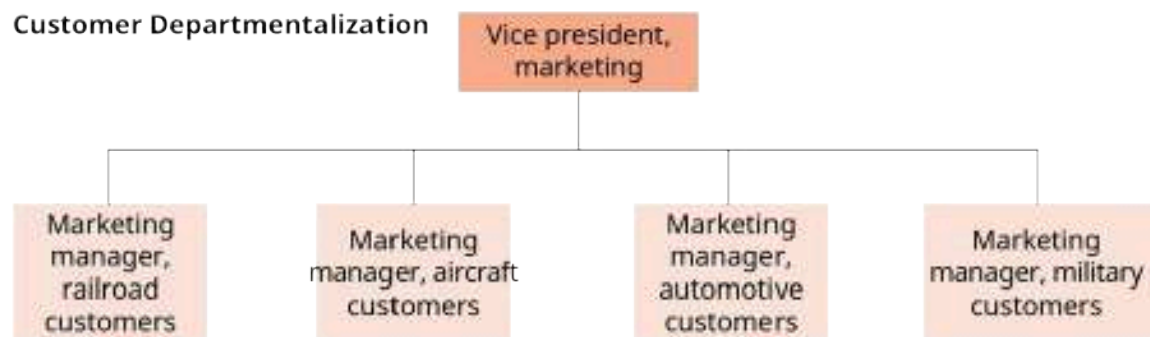 Customer Departmentalization
Vice president,
marketing
Marketing
manager,
railroad
customers
Marketing
manager, aircraft
customers
Marketing
manager,
automotive
customers
Marketing
manager, military
customers